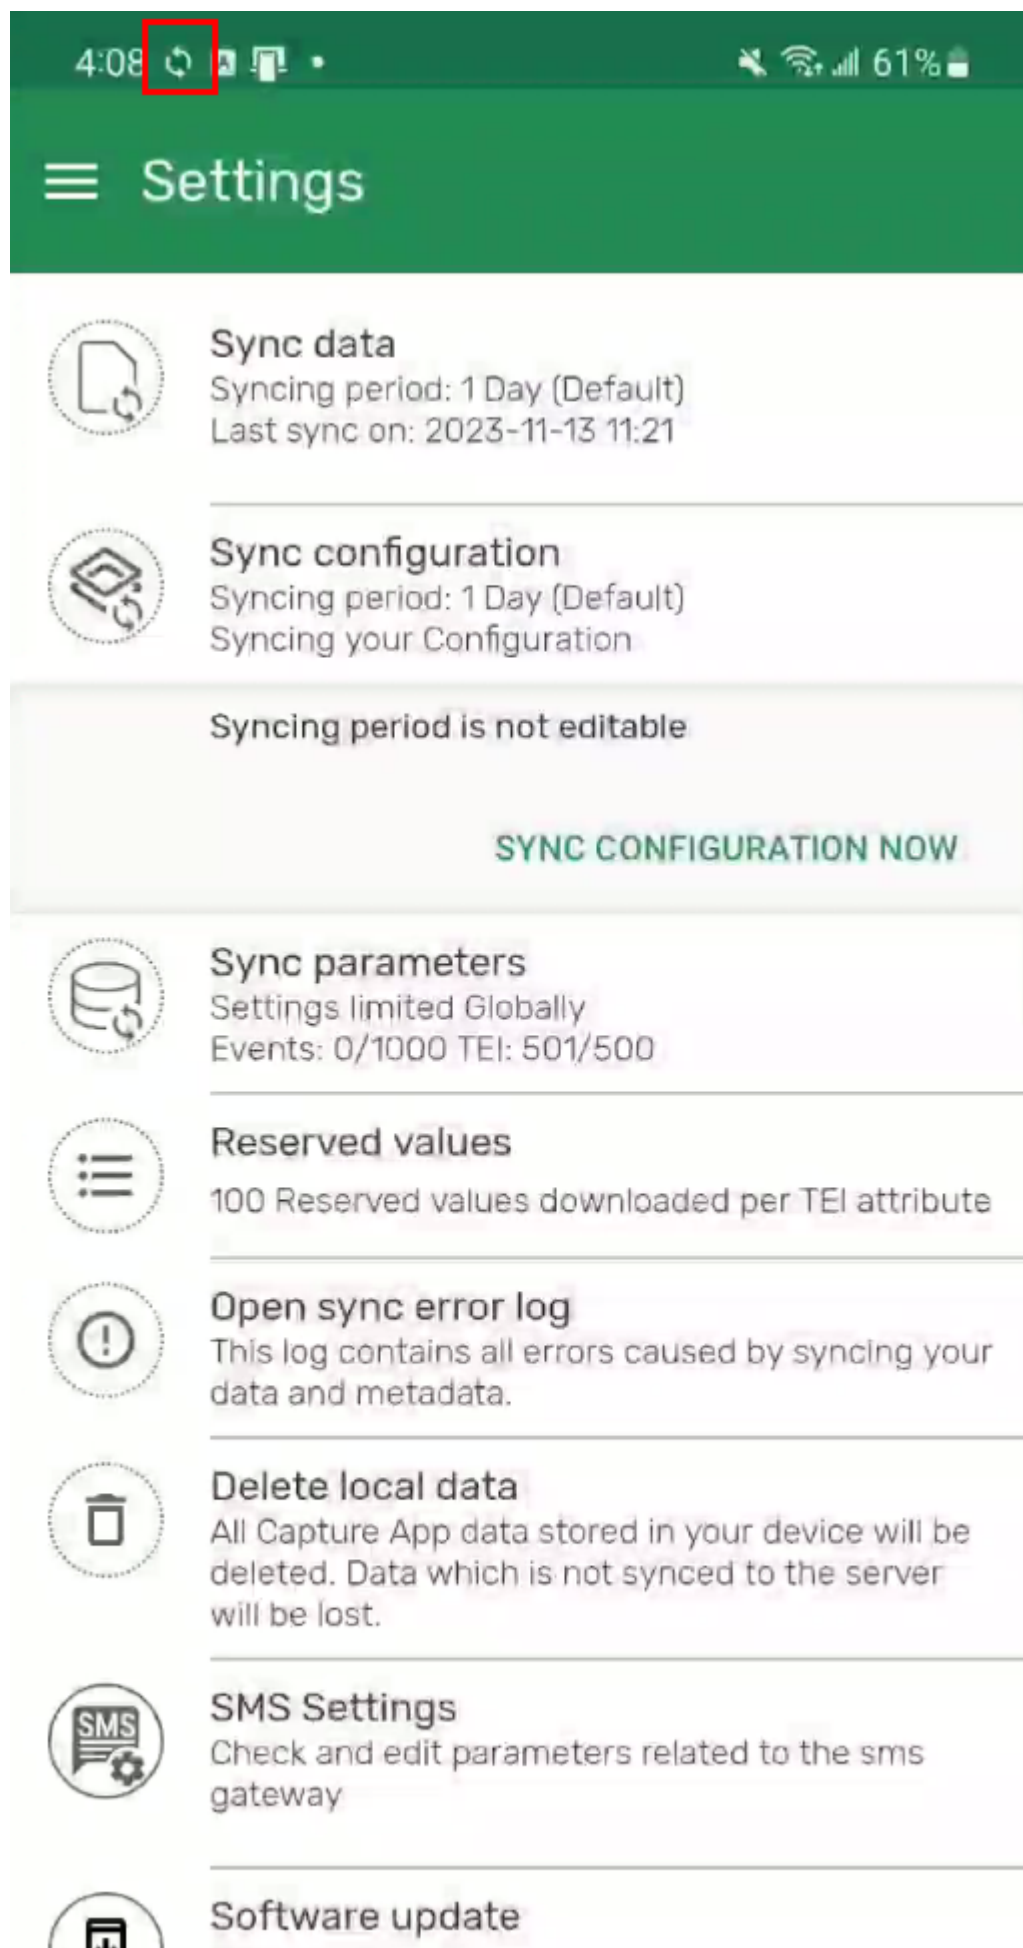 4:08 61%
Settings
Sync data
Syncing period: 1 Day (Default)
Last sync on: 2023-11-13 11:21
Sync configuration
Syncing period: 1 Day (Default)
Syncing your Configuration
Syncing period is not editable
SYNC CONFIGURATION NOW
Sync parameters
Settings limited Globally
Events: 0/1000 TEI: 501/500
Reserved values
100 Reserved values downloaded per TEI attribute
Open sync error log
This log contains all errors caused by syncing your
data and metadata.
Delete local data
All Capture App data stored in your device will be
deleted. Data which is not synced to the server
will be lost.
SMS
SMS Settings
Check and edit parameters related to the sms
gateway
Software update